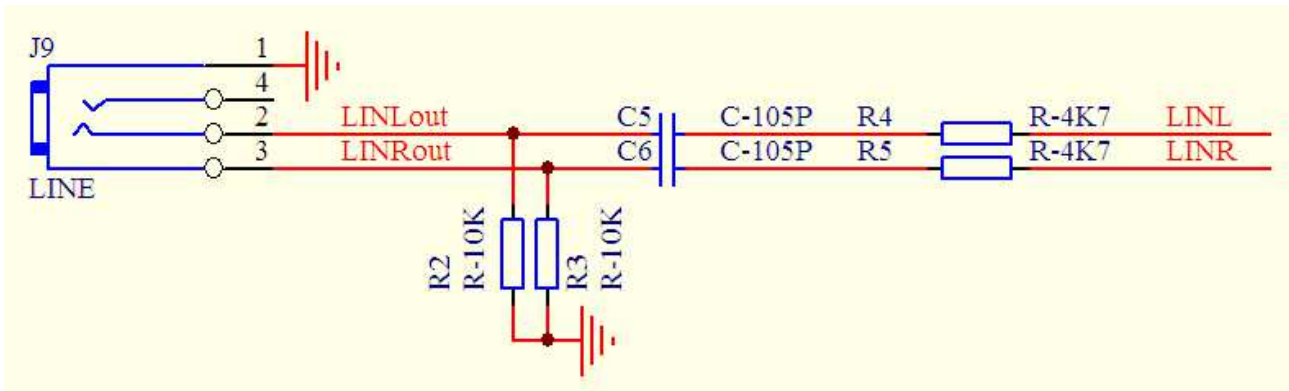 J9
1
4
2
3
LINE
LINLout C5 C-105P R4 R-4K7 LINL
LINRout C6 C-105P R5 R-4K7 LINR
R2
R-10K
R3
R-10K